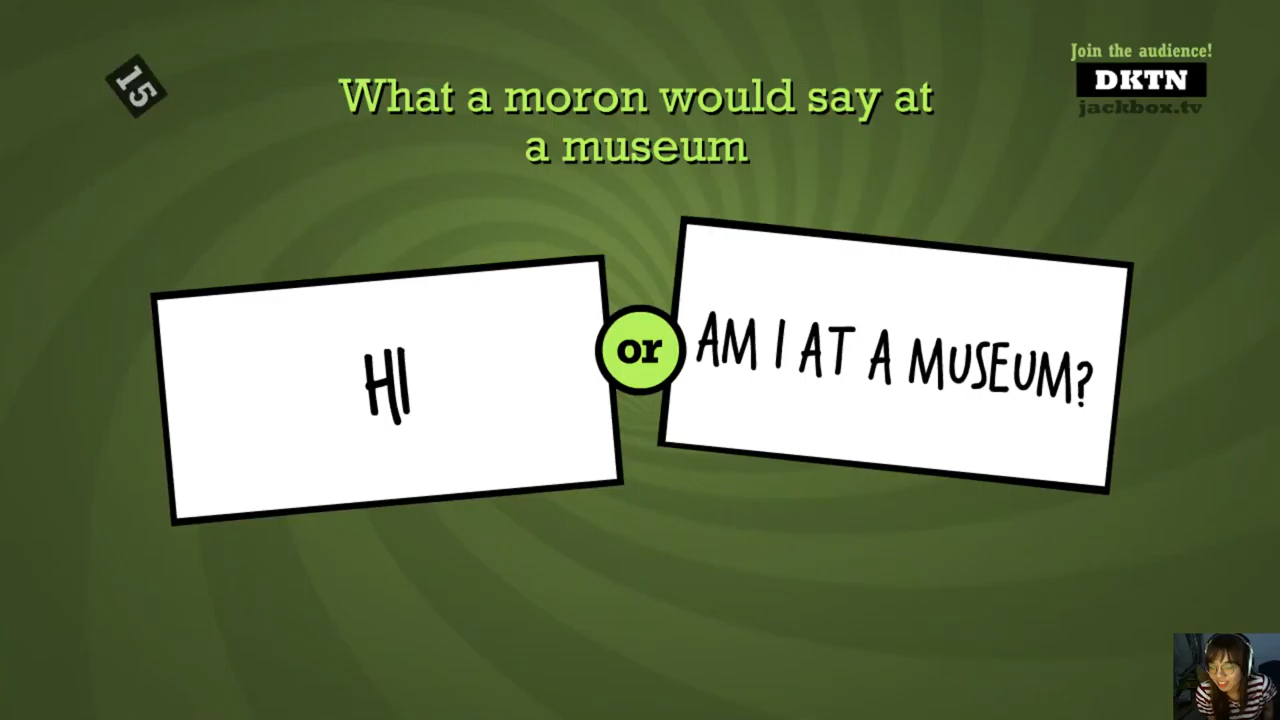 15
Join the audience!
DKTN
jackbox.tv
What a moron would say at
a museum
HI
or
AM I AT A MUSEUM?